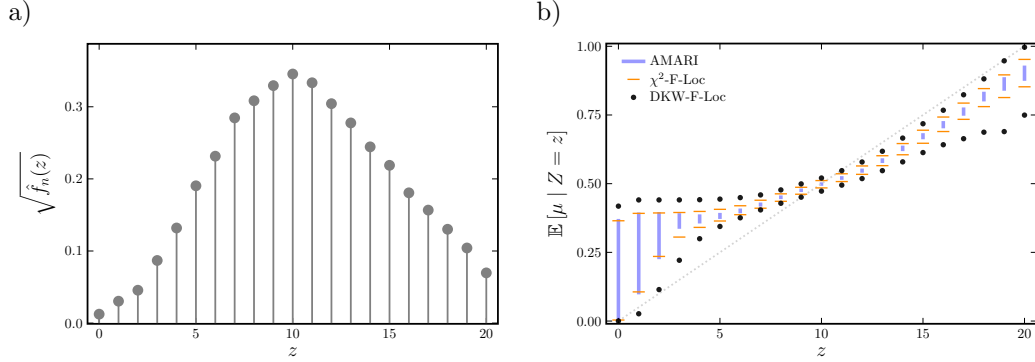 a)
√f̂ₙ(z)
0.3
0.2
0.1
0.0
0 5 10 15 20
z
b)
𝔼 [μ | Z = z]
1.00
0.75
0.50
0.25
0.00
AMARI
χ²-F-Loc
DKW-F-Loc
0 5 10 15 20
z